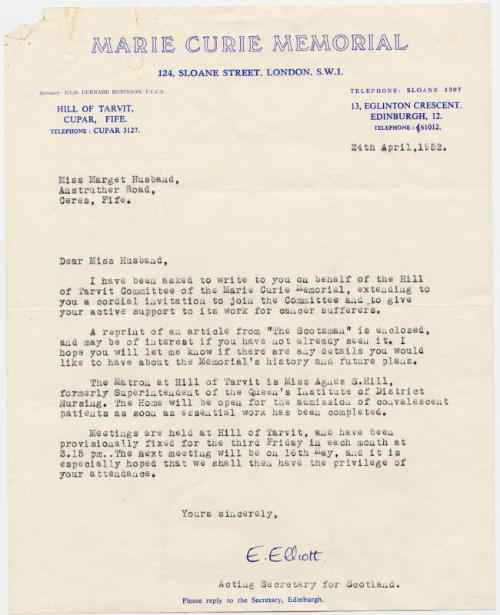 MARIE CURIE MEMORIAL
124, SLOANE STREET, LONDON, S.W.1.
Secretary: BERNARD ROBINSON, F.C.C.S.
TELEPHONE: SLOANE 1307
HILL OF TARVIT,
CUPAR, FIFE.
TELEPHONE: CUPAR 3127.
13, EGLINTON CRESCENT.
EDINBURGH, 12.
TELEPHONE: 61012.
24th April, 1952.
Miss Marget Husband,
Anstruther Road,
Ceres, Fife.
Dear Miss Husband,
I have been asked to write to you on behalf of the Hill
of Tarvit Committee of the Marie Curie Memorial, extending to
you a cordial invitation to join the Committee and to give
your active support to its work for cancer sufferers.
A reprint of an article from "The Scotsman" is enclosed,
and may be of interest if you have not already seen it. I
hope you will let me know if there are any details you would
like to have about the Memorial's history and future plans.
The Matron at Hill of Tarvit is Miss Agnes S.Hill,
formerly Superintendent of the Queen's Institute of District
Nursing. The Home will be open for the admission of convalescent
patients as soon as essential work has been completed.
Meetings are held at Hill of Tarvit, and have been
provisionally fixed for the third Friday in each month at
3.15 pm..The next meeting will be on 16th May, and it is
especially hoped that we shall then have the privilege of
your attendance.
Yours sincerely,
E. Elliott.
Acting Secretary for Scotland.
Please reply to the Secretary, Edinburgh.